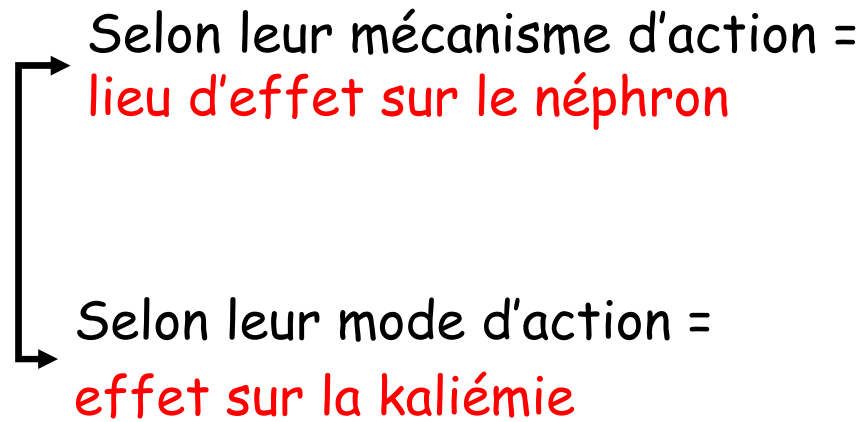 Selon leur mécanisme d’action =
lieu d’effet sur le néphron
Selon leur mode d’action =
effet sur la kaliémie